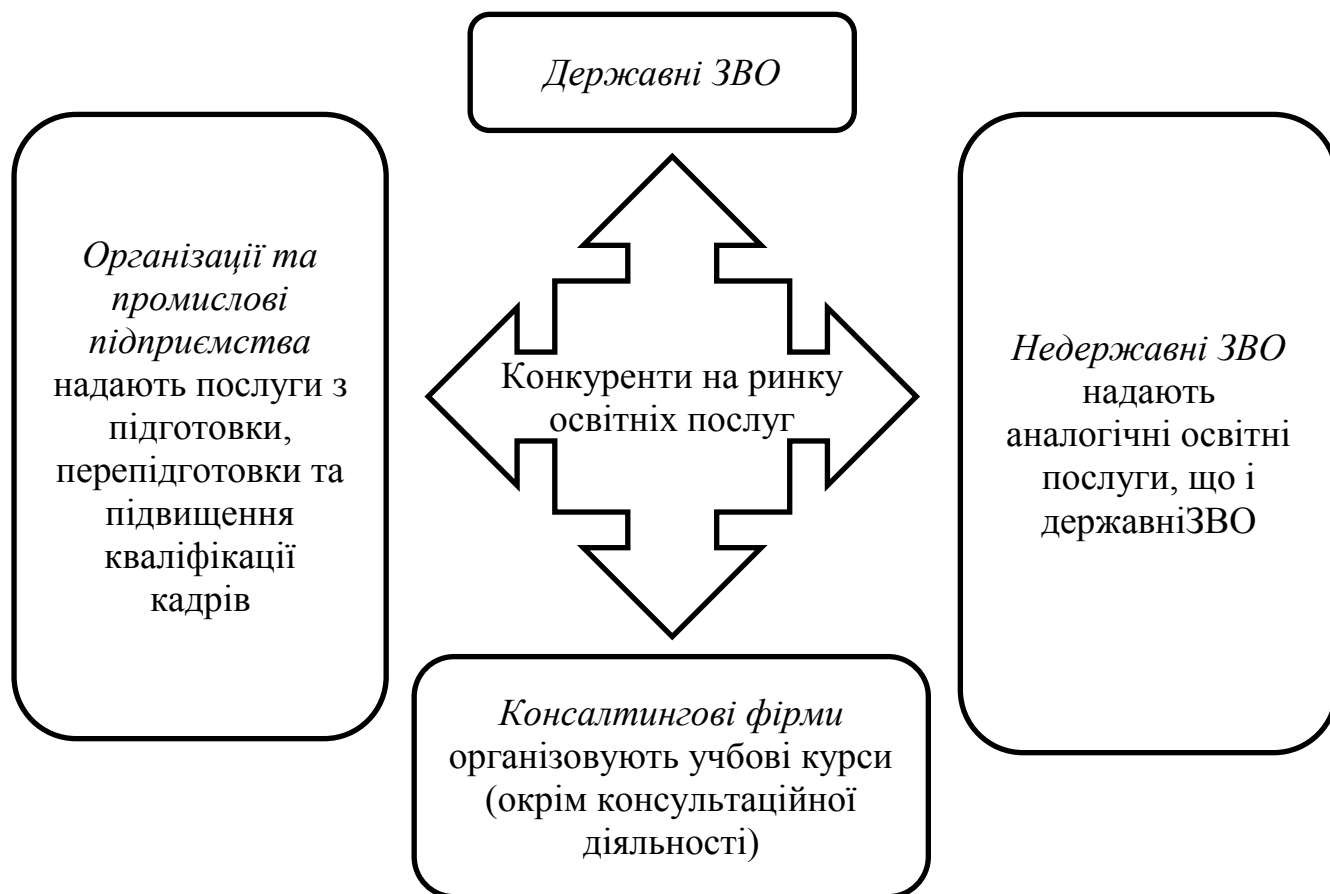 Державні ЗВО
Організації та
промислові
підприємства
надають послуги з
підготовки,
перепідготовки та
підвищення
кваліфікації
кадрів
Конкуренти на ринку
освітніх послуг
Недержавні ЗВО
надають
аналогічні освітні
послуги, що і
державніЗВО
Консалтингові фірми
організовують учбові курси
(окрім консультаційної
діяльності)